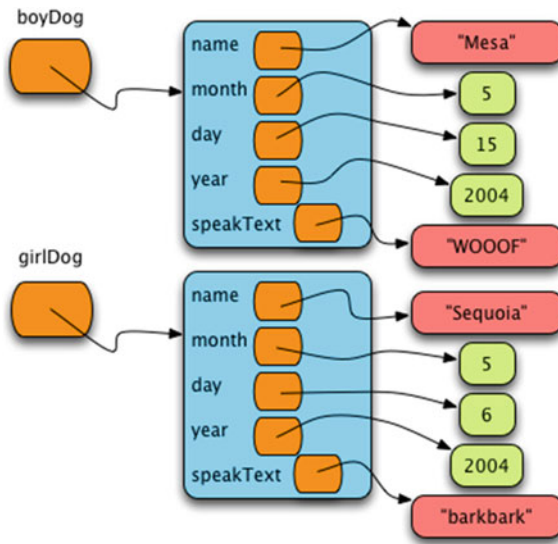 boyDog
name
"Mesa"
month
5
day
15
year
2004
speakText
"WOOOF"
girlDog
name
"Sequoia"
month
5
day
6
year
2004
speakText
"barkbark"